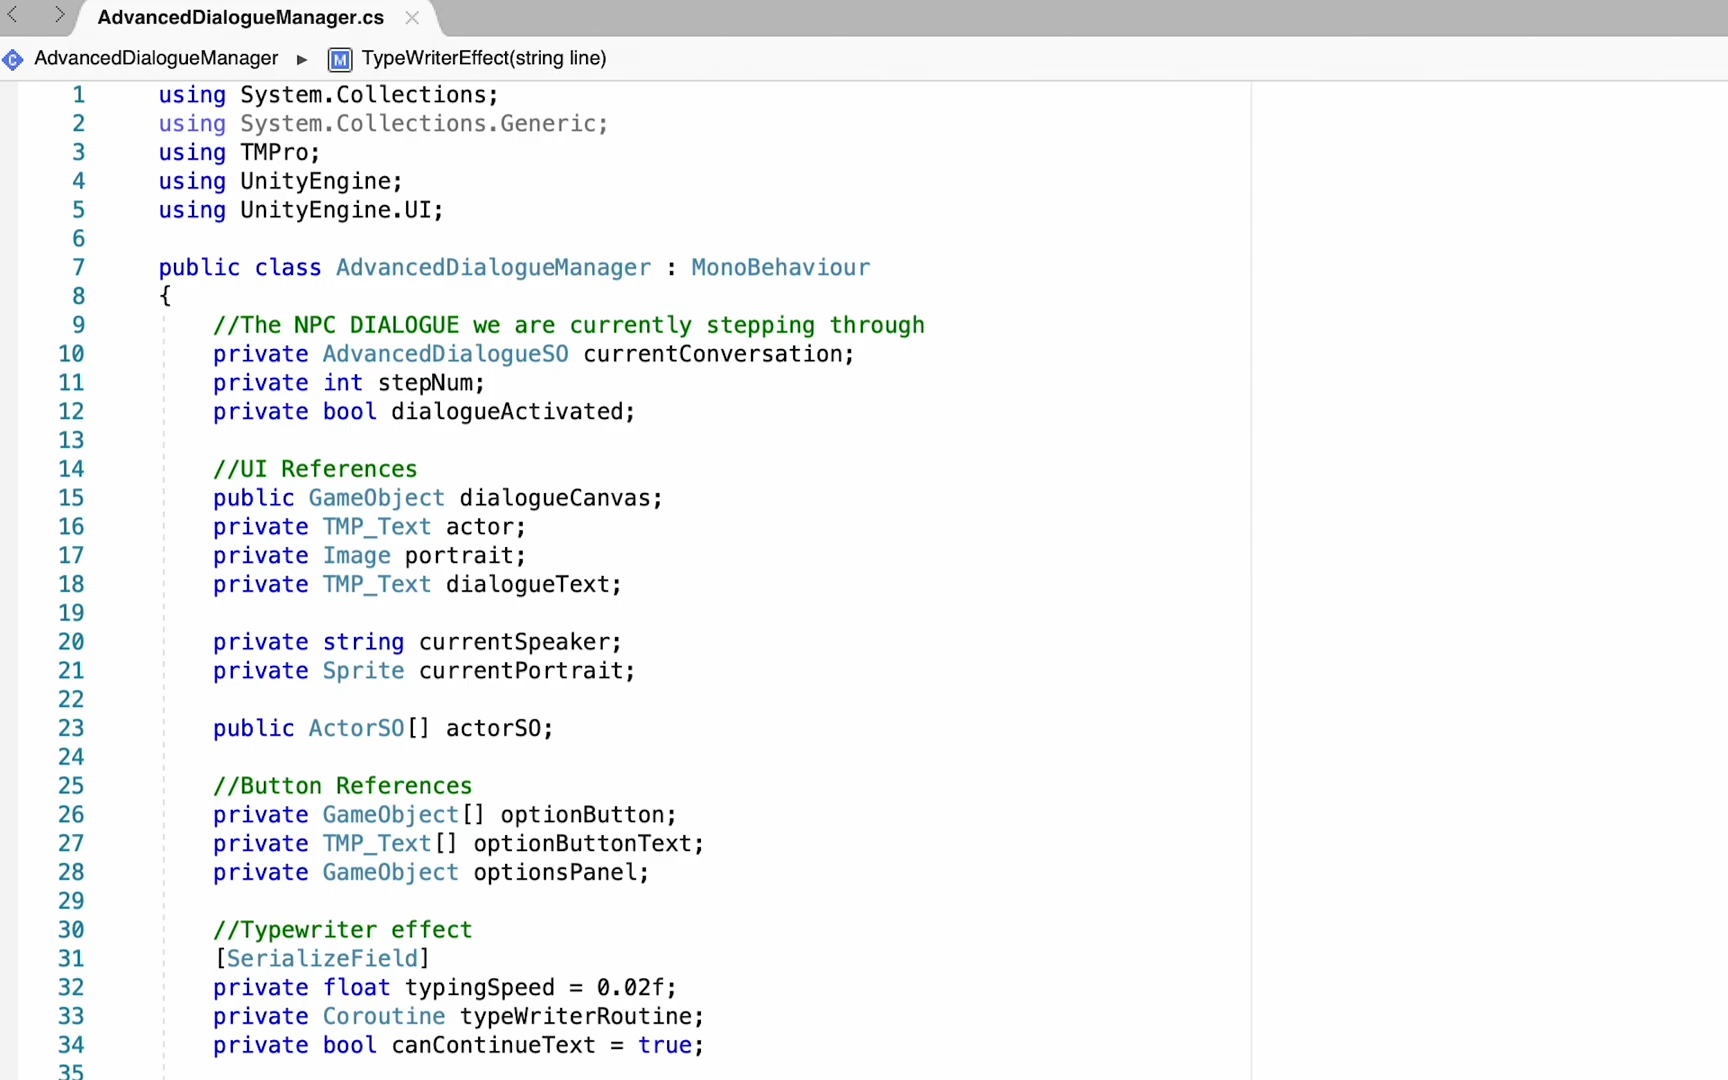 AdvancedDialogueManager.cs
AdvancedDialogueManager ▸ M TypeWriterEffect(string line)
1 using System.Collections;
2 using System.Collections.Generic;
3 using TMPro;
4 using UnityEngine;
5 using UnityEngine.UI;
6
7 public class AdvancedDialogueManager : MonoBehaviour
8 {
9 //The NPC DIALOGUE we are currently stepping through
10 private AdvancedDialogueSO currentConversation;
11 private int stepNum;
12 private bool dialogueActivated;
13
14 //UI References
15 public GameObject dialogueCanvas;
16 private TMP_Text actor;
17 private Image portrait;
18 private TMP_Text dialogueText;
19
20 private string currentSpeaker;
21 private Sprite currentPortrait;
22
23 public ActorSO[] actorSO;
24
25 //Button References
26 private GameObject[] optionButton;
27 private TMP_Text[] optionButtonText;
28 private GameObject optionsPanel;
29
30 //Typewriter effect
31 [SerializeField]
32 private float typingSpeed = 0.02f;
33 private Coroutine typeWriterRoutine;
34 private bool canContinueText = true;
35